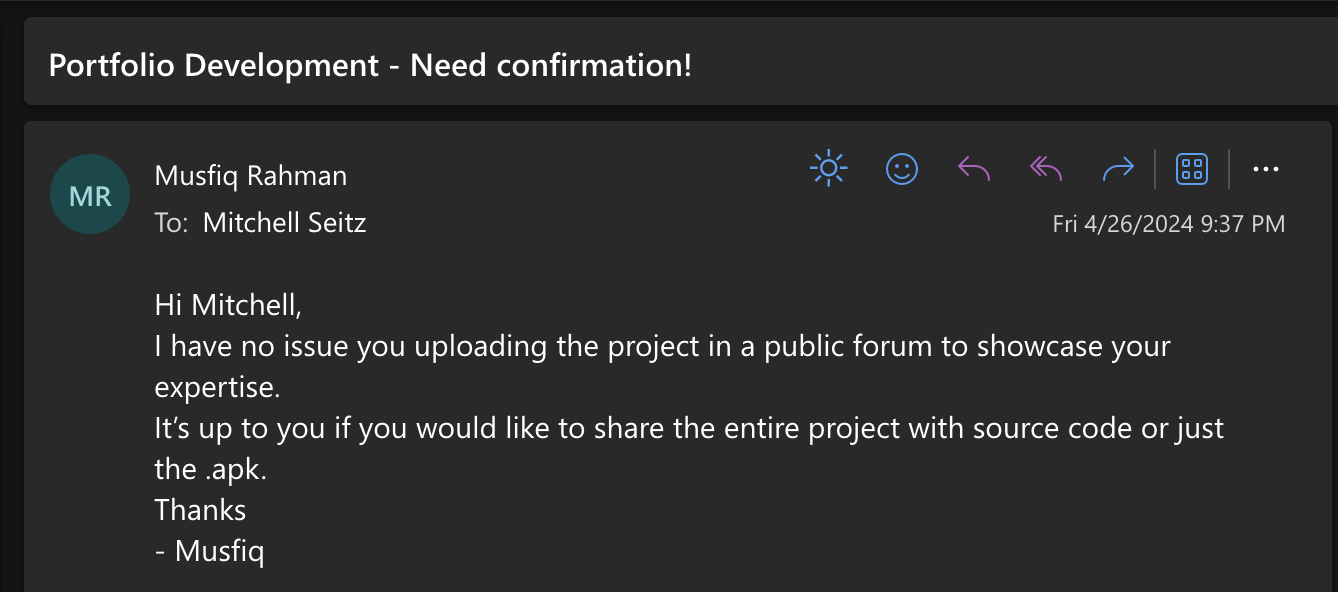 Portfolio Development - Need confirmation!
MR
Musfiq Rahman
To: Mitchell Seitz
Fri 4/26/2024 9:37 PM
Hi Mitchell,
I have no issue you uploading the project in a public forum to showcase your
expertise.
It‘s up to you if you would like to share the entire project with source code or just
the .apk.
Thanks
- Musfiq